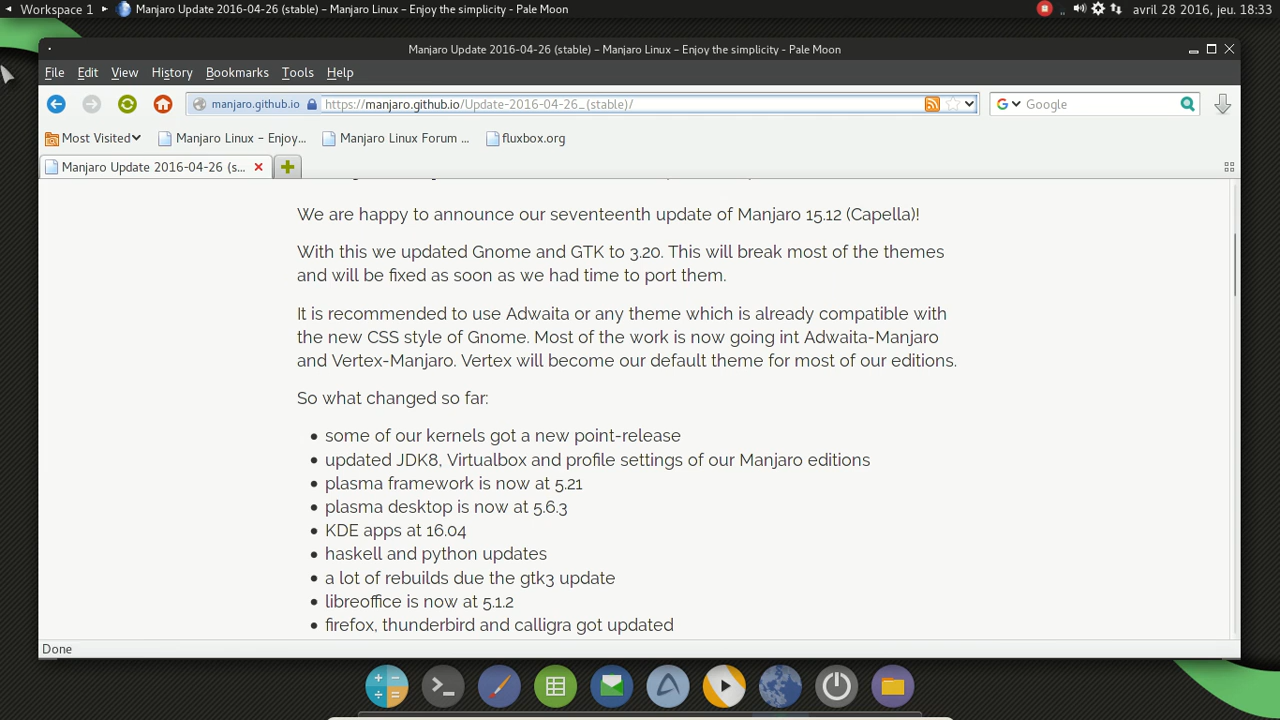 Workspace 1 Manjaro Update 2016-04-26 (stable) – Manjaro Linux – Enjoy the simplicity - Pale Moon avril 28 2016, jeu. 18:33
Manjaro Update 2016-04-26 (stable) – Manjaro Linux – Enjoy the simplicity - Pale Moon
File Edit View History Bookmarks Tools Help
manjaro.github.io https://manjaro.github.io/Update-2016-04-26_(stable)/ Google
Most Visited Manjaro Linux – Enjoy... Manjaro Linux Forum ... fluxbox.org
Manjaro Update 2016-04-26 (s...
We are happy to announce our seventeenth update of Manjaro 15.12 (Capella)!
With this we updated Gnome and GTK to 3.20. This will break most of the themes
and will be fixed as soon as we had time to port them.
It is recommended to use Adwaita or any theme which is already compatible with
the new CSS style of Gnome. Most of the work is now going int Adwaita-Manjaro
and Vertex-Manjaro. Vertex will become our default theme for most of our editions.
So what changed so far:
• some of our kernels got a new point-release
• updated JDK8, Virtualbox and profile settings of our Manjaro editions
• plasma framework is now at 5.21
• plasma desktop is now at 5.6.3
• KDE apps at 16.04
• haskell and python updates
• a lot of rebuilds due the gtk3 update
• libreoffice is now at 5.1.2
• firefox, thunderbird and calligra got updated
Done